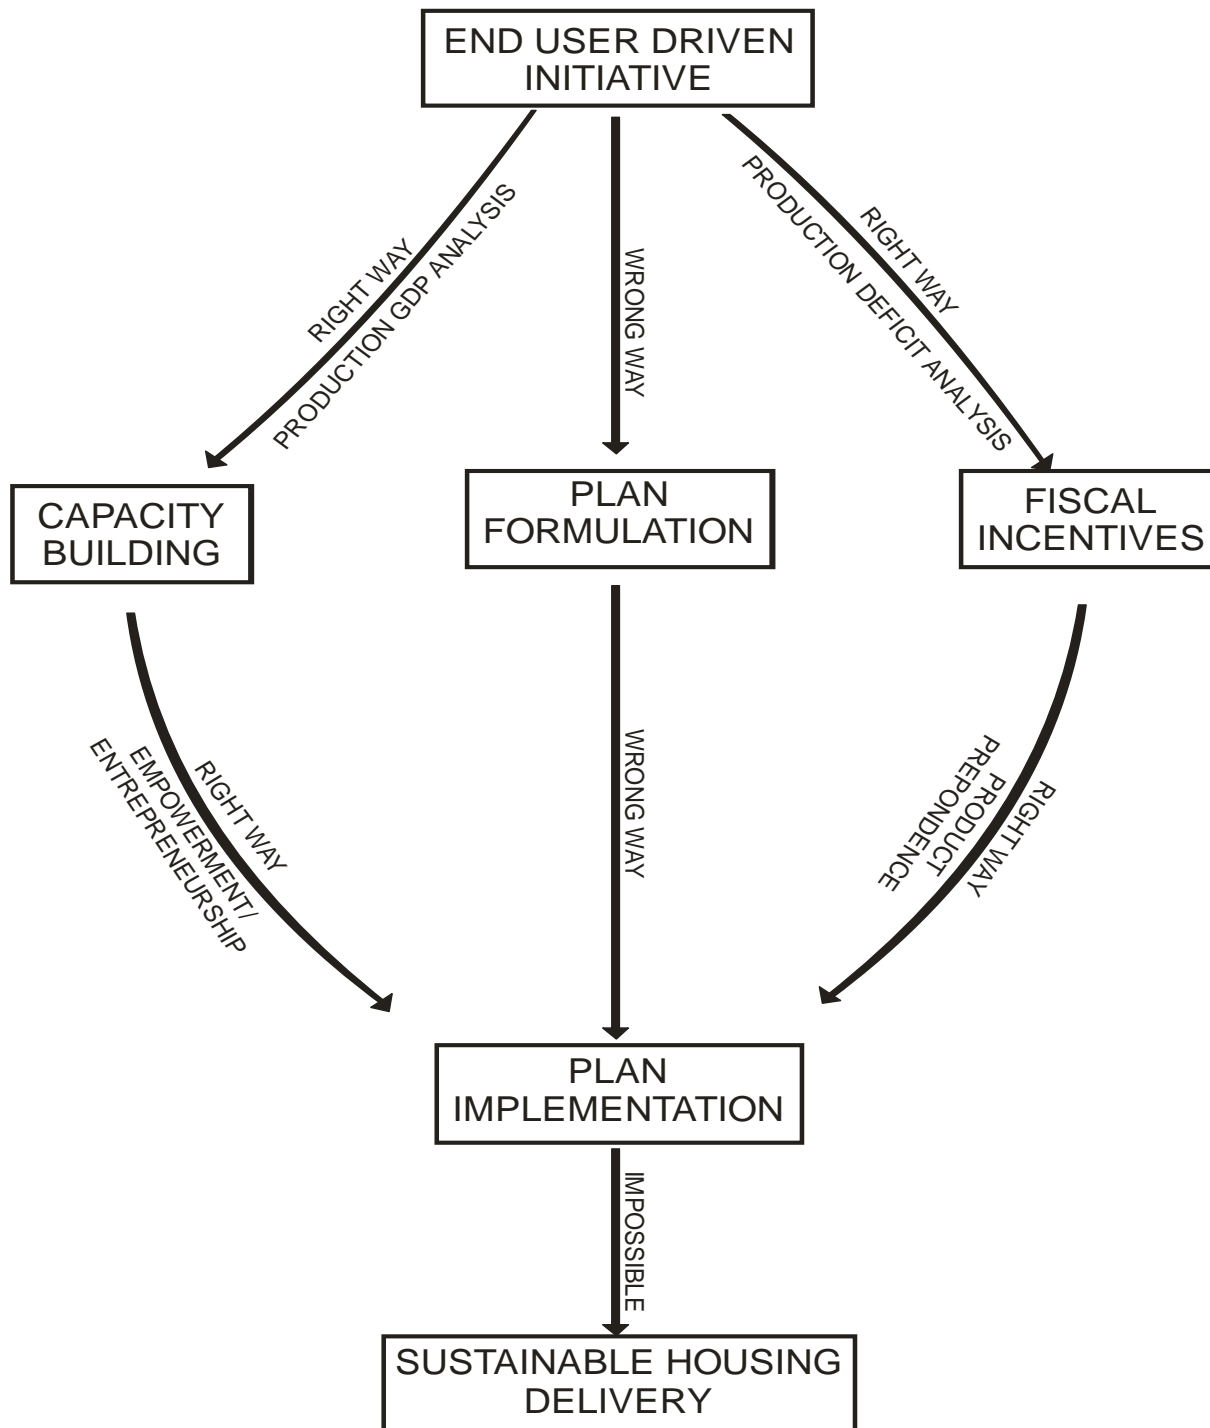 END USER DRIVEN
INITIATIVE
RIGHT WAY
PRODUCTION GDP ANALYSIS
WRONG WAY
RIGHT WAY
PRODUCTION DEFICIT ANALYSIS
CAPACITY
BUILDING
PLAN
FORMULATION
FISCAL
INCENTIVES
RIGHT WAY
EMPOWERMENT/
ENTREPRENEURSHIP
WRONG WAY
RIGHT WAY
PRODUCT
PREPONDENCE
PLAN
IMPLEMENTATION
IMPOSSIBLE
SUSTAINABLE HOUSING
DELIVERY